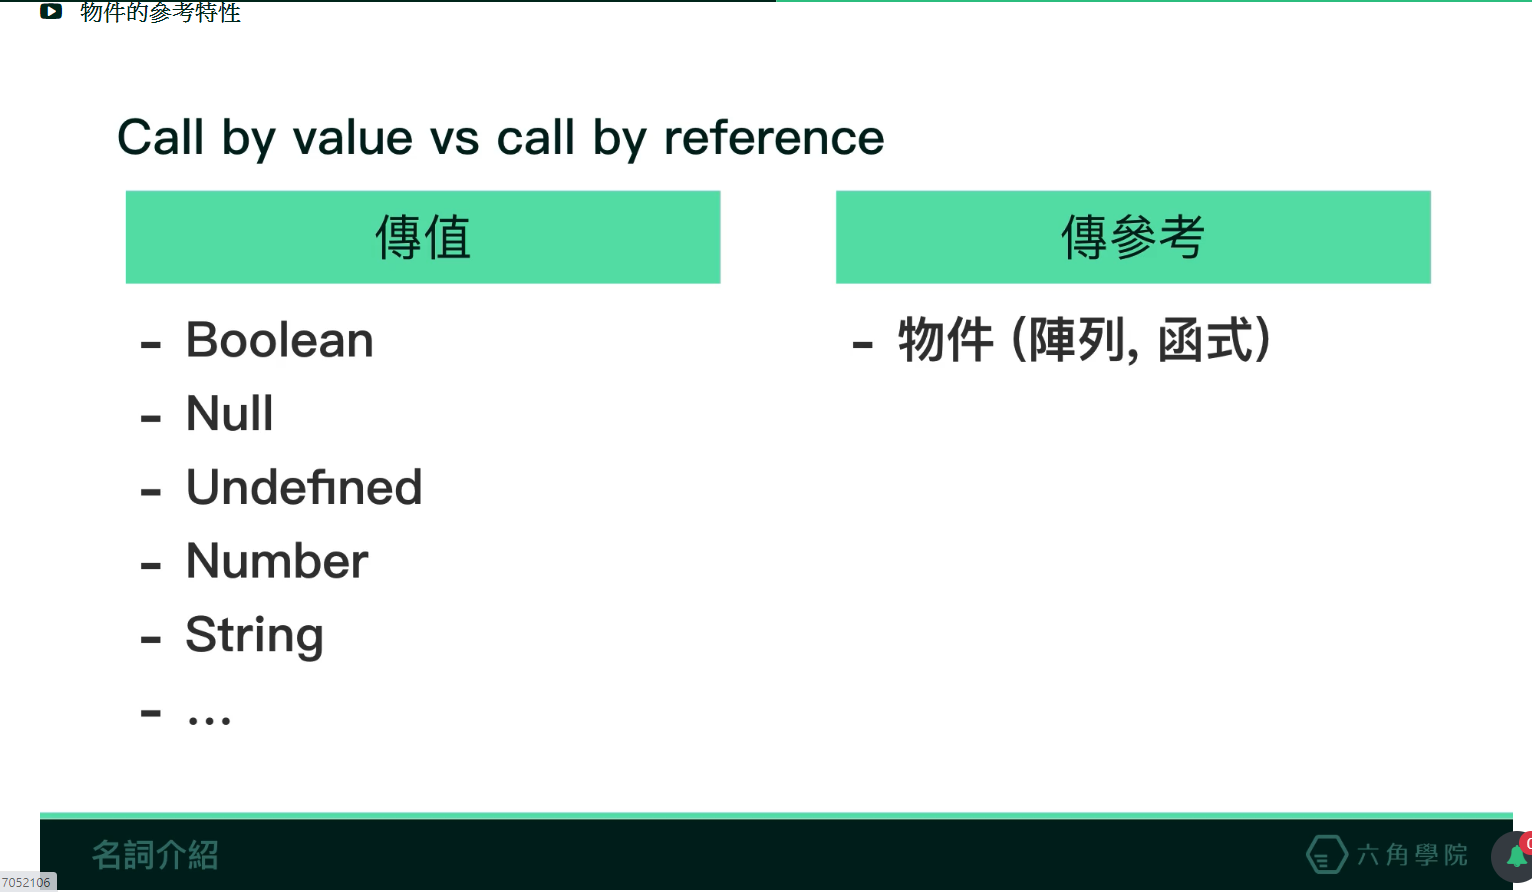 物件的參考特性
Call by value vs call by reference
傳值
- Boolean
- Null
- Undefined
- Number
- String
- ...
傳參考
- 物件 (陣列, 函式)
名詞介紹
六角學院
7052106